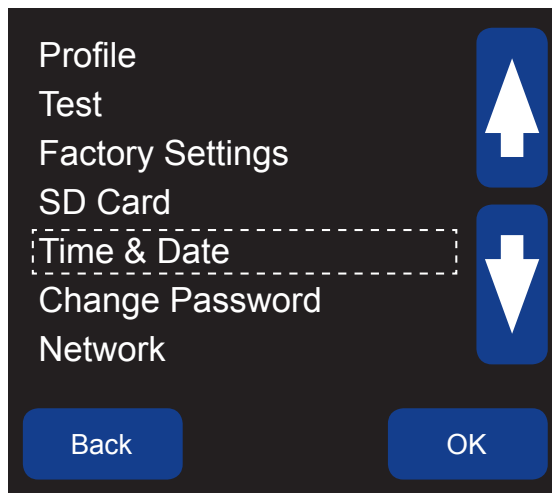 Profile
Test
Factory Settings
SD Card
Time & Date
Change Password
Network
Back
OK